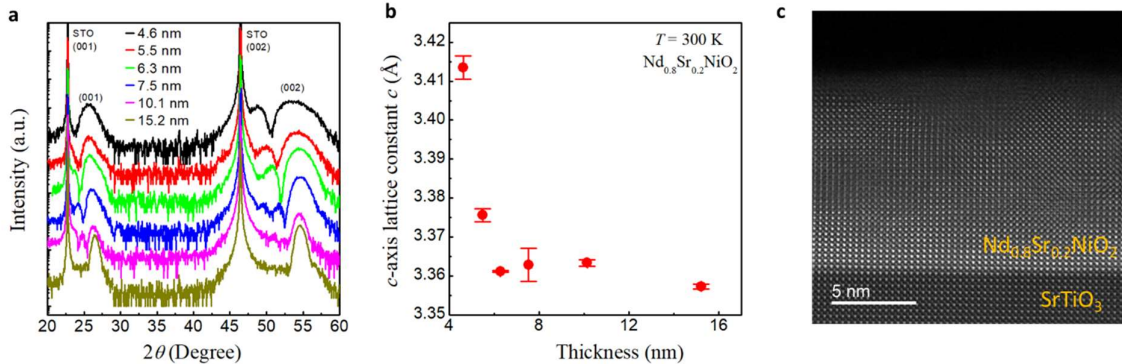 a
Intensity (a.u.)
STO
(001)
(001)
STO
(002)
(002)
4.6 nm
5.5 nm
6.3 nm
7.5 nm
10.1 nm
15.2 nm
20 25 30 35 40 45 50 55 60
2θ (Degree)
b
c-axis lattice constant c (Å)
3.42
3.41
3.40
3.39
3.38
3.37
3.36
3.35
T = 300 K
Nd₀.₈Sr₀.₂NiO₂
4 8 12 16
Thickness (nm)
c
Nd₀.₈Sr₀.₂NiO₂
5 nm
SrTiO₃